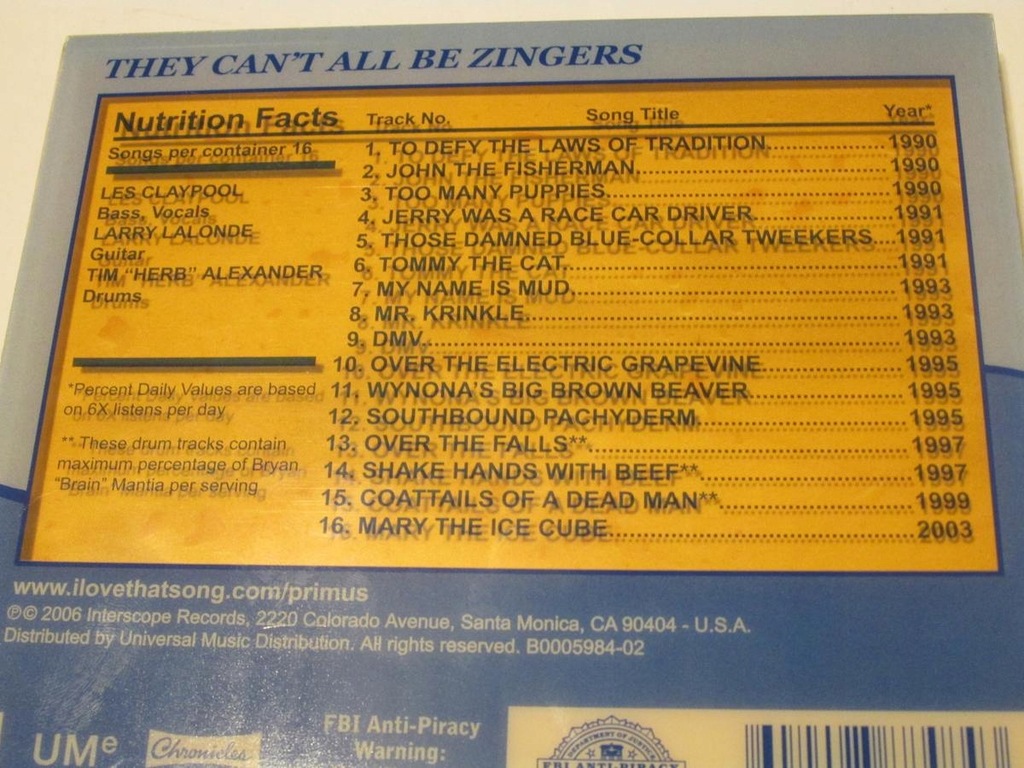 THEY CAN'T ALL BE ZINGERS
Nutrition Facts
Songs per container 16
LES CLAYPOOL
Bass, Vocals
LARRY LALONDE
Guitar
TIM "HERB" ALEXANDER
Drums
*Percent Daily Values are based
on 6X listens per day
** These drum tracks contain
maximum percentage of Bryan
"Brain" Mantia per serving
Track No. Song Title Year*
1. TO DEFY THE LAWS OF TRADITION 1990
2. JOHN THE FISHERMAN 1990
3. TOO MANY PUPPIES 1990
4. JERRY WAS A RACE CAR DRIVER 1991
5. THOSE DAMNED BLUE-COLLAR TWEEKERS 1991
6. TOMMY THE CAT 1991
7. MY NAME IS MUD 1993
8. MR. KRINKLE 1993
9. DMV 1993
10. OVER THE ELECTRIC GRAPEVINE 1995
11. WYNONA'S BIG BROWN BEAVER 1995
12. SOUTHBOUND PACHYDERM 1995
13. OVER THE FALLS** 1997
14. SHAKE HANDS WITH BEEF** 1997
15. COATTAILS OF A DEAD MAN** 1999
16. MARY THE ICE CUBE 2003
www.ilovethatsong.com/primus
℗© 2006 Interscope Records, 2220 Colorado Avenue, Santa Monica, CA 90404 - U.S.A.
Distributed by Universal Music Distribution. All rights reserved. B0005984-02
UMe
Chronicles
FBI Anti-Piracy
Warning:
DEPARTMENT OF JUSTICE
FBI ANTI-PIRACY